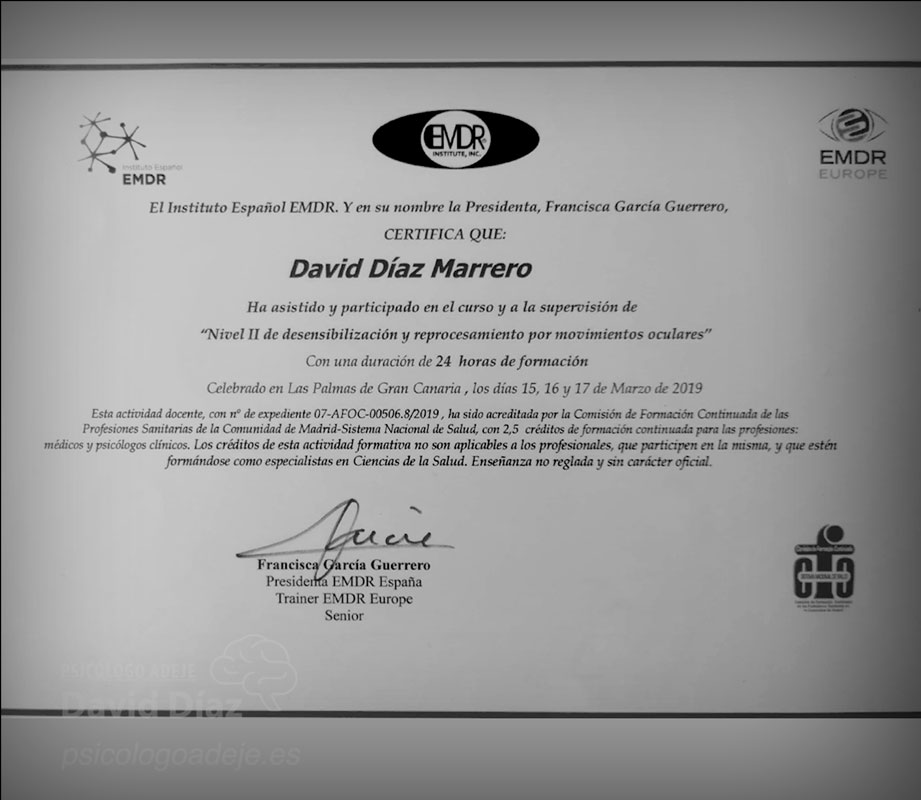 Instituto Español
EMDR
EMDR®
INSTITUTE, INC.
EMDR
EUROPE
El Instituto Español EMDR. Y en su nombre la Presidenta, Francisca García Guerrero,
CERTIFICA QUE:
David Díaz Marrero
Ha asistido y participado en el curso y a la supervisión de
“Nivel II de desensibilización y reprocesamiento por movimientos oculares”
Con una duración de 24 horas de formación
Celebrado en Las Palmas de Gran Canaria , los días 15, 16 y 17 de Marzo de 2019
Esta actividad docente, con nº de expediente 07-AFOC-00506.8/2019 , ha sido acreditada por la Comisión de Formación Continuada de las
Profesiones Sanitarias de la Comunidad de Madrid-Sistema Nacional de Salud, con 2,5 créditos de formación continuada para las profesiones:
médicos y psicólogos clínicos. Los créditos de esta actividad formativa no son aplicables a los profesionales, que participen en la misma, y que estén
formándose como especialistas en Ciencias de la Salud. Enseñanza no reglada y sin carácter oficial.
Francisca García Guerrero
Presidenta EMDR España
Trainer EMDR Europe
Senior
PSICÓLOGO ADEJE
David Díaz
psicologoadeje.es